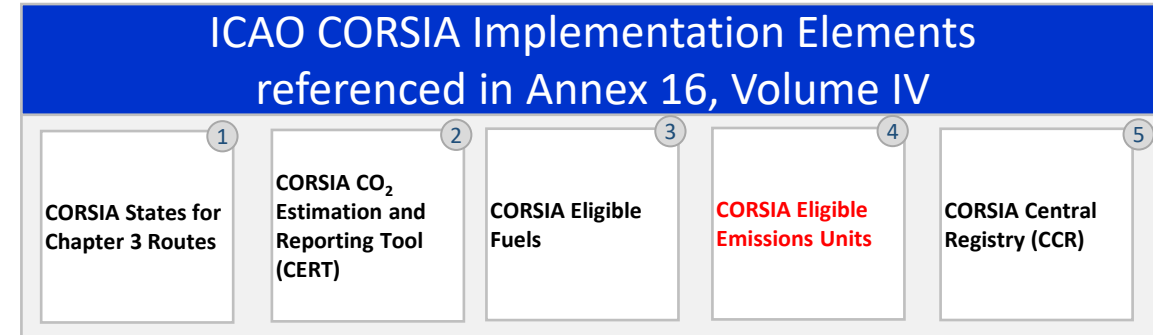 ICAO CORSIA Implementation Elements
referenced in Annex 16, Volume IV
1
CORSIA States for
Chapter 3 Routes
2
CORSIA CO₂
Estimation and
Reporting Tool
(CERT)
3
CORSIA Eligible
Fuels
4
CORSIA Eligible
Emissions Units
5
CORSIA Central
Registry (CCR)